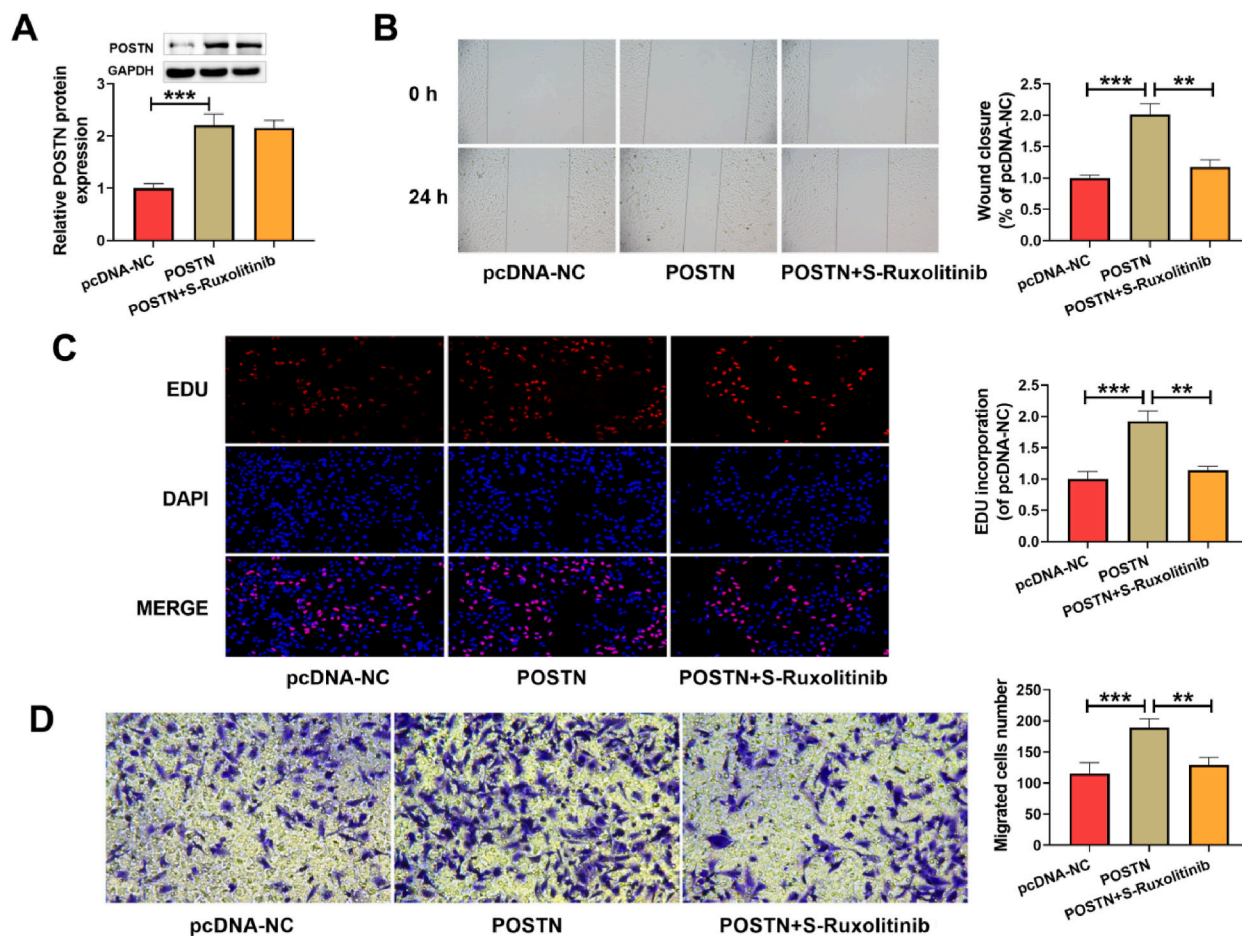 A
POSTN
GAPDH
Relative POSTN protein
expression
3
2
1
0
***
pcDNA-NC
POSTN
POSTN+S-Ruxolitinib
B
0 h
24 h
pcDNA-NC
POSTN
POSTN+S-Ruxolitinib
Wound closure
(% of pcDNA-NC)
2.5
2.0
1.5
1.0
0.5
0.0
***
**
pcDNA-NC
POSTN
POSTN+S-Ruxolitinib
C
EDU
DAPI
MERGE
pcDNA-NC
POSTN
POSTN+S-Ruxolitinib
EDU incorporation
(of pcDNA-NC)
2.5
2.0
1.5
1.0
0.5
0.0
***
**
pcDNA-NC
POSTN
POSTN+S-Ruxolitinib
D
pcDNA-NC
POSTN
POSTN+S-Ruxolitinib
Migrated cells number
250
200
150
100
50
0
***
**
pcDNA-NC
POSTN
POSTN+S-Ruxolitinib